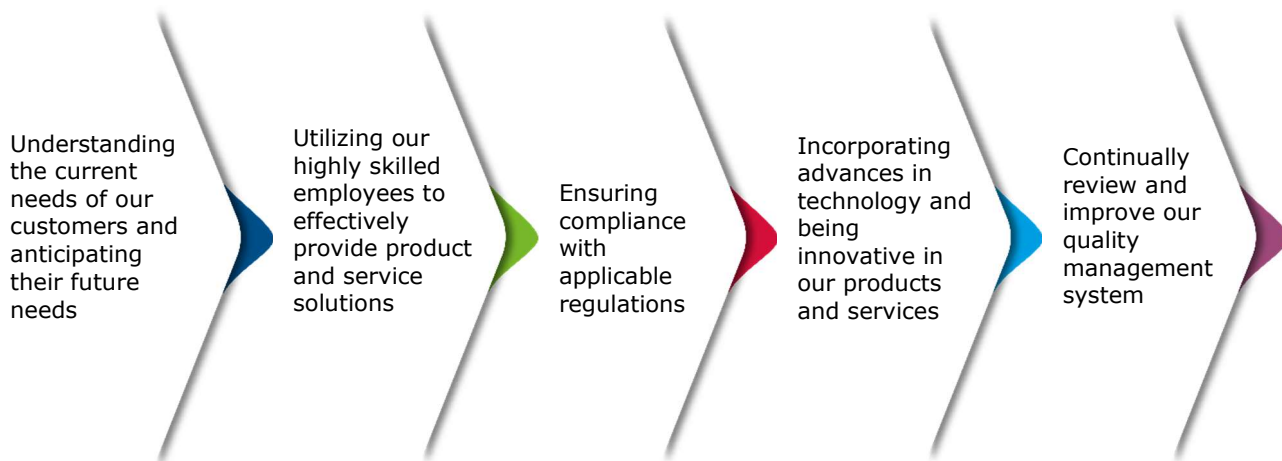 Understanding
the current
needs of our
customers and
anticipating
their future
needs
Utilizing our
highly skilled
employees to
effectively
provide product
and service
solutions
Ensuring
compliance
with
applicable
regulations
Incorporating
advances in
technology and
being
innovative in
our products
and services
Continually
review and
improve our
quality
management
system